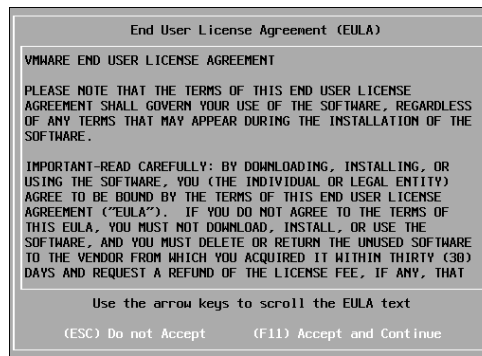 End User License Agreement (EULA)
VMWARE END USER LICENSE AGREEMENT
PLEASE NOTE THAT THE TERMS OF THIS END USER LICENSE
AGREEMENT SHALL GOVERN YOUR USE OF THE SOFTWARE, REGARDLESS
OF ANY TERMS THAT MAY APPEAR DURING THE INSTALLATION OF THE
SOFTWARE.
IMPORTANT-READ CAREFULLY: BY DOWNLOADING, INSTALLING, OR
USING THE SOFTWARE, YOU (THE INDIVIDUAL OR LEGAL ENTITY)
AGREE TO BE BOUND BY THE TERMS OF THIS END USER LICENSE
AGREEMENT ("EULA"). IF YOU DO NOT AGREE TO THE TERMS OF
THIS EULA, YOU MUST NOT DOWNLOAD, INSTALL, OR USE THE
SOFTWARE, AND YOU MUST DELETE OR RETURN THE UNUSED SOFTWARE
TO THE VENDOR FROM WHICH YOU ACQUIRED IT WITHIN THIRTY (30)
DAYS AND REQUEST A REFUND OF THE LICENSE FEE, IF ANY, THAT
Use the arrow keys to scroll the EULA text
(ESC) Do not Accept (F11) Accept and Continue